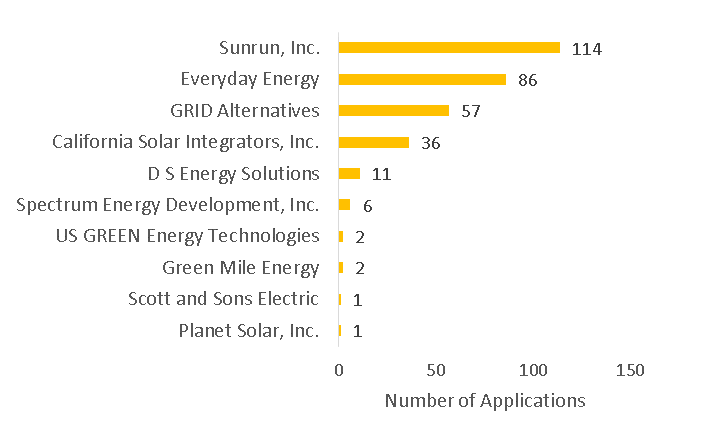 Sunrun, Inc. 114
Everyday Energy 86
GRID Alternatives 57
California Solar Integrators, Inc. 36
D S Energy Solutions 11
Spectrum Energy Development, Inc. 6
US GREEN Energy Technologies 2
Green Mile Energy 2
Scott and Sons Electric 1
Planet Solar, Inc. 1
0 50 100 150
Number of Applications